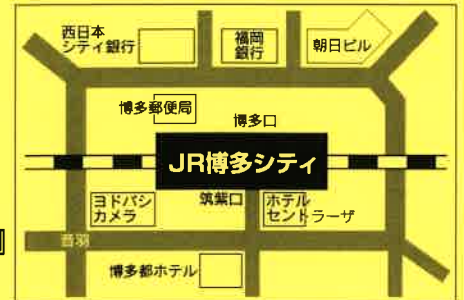 西日本
シティ銀行
福岡
銀行
朝日ビル
博多郵便局
博多口
JR博多シティ
ヨドバシ
カメラ
筑紫口
ホテル
セントラーザ
音羽
博多都ホテル